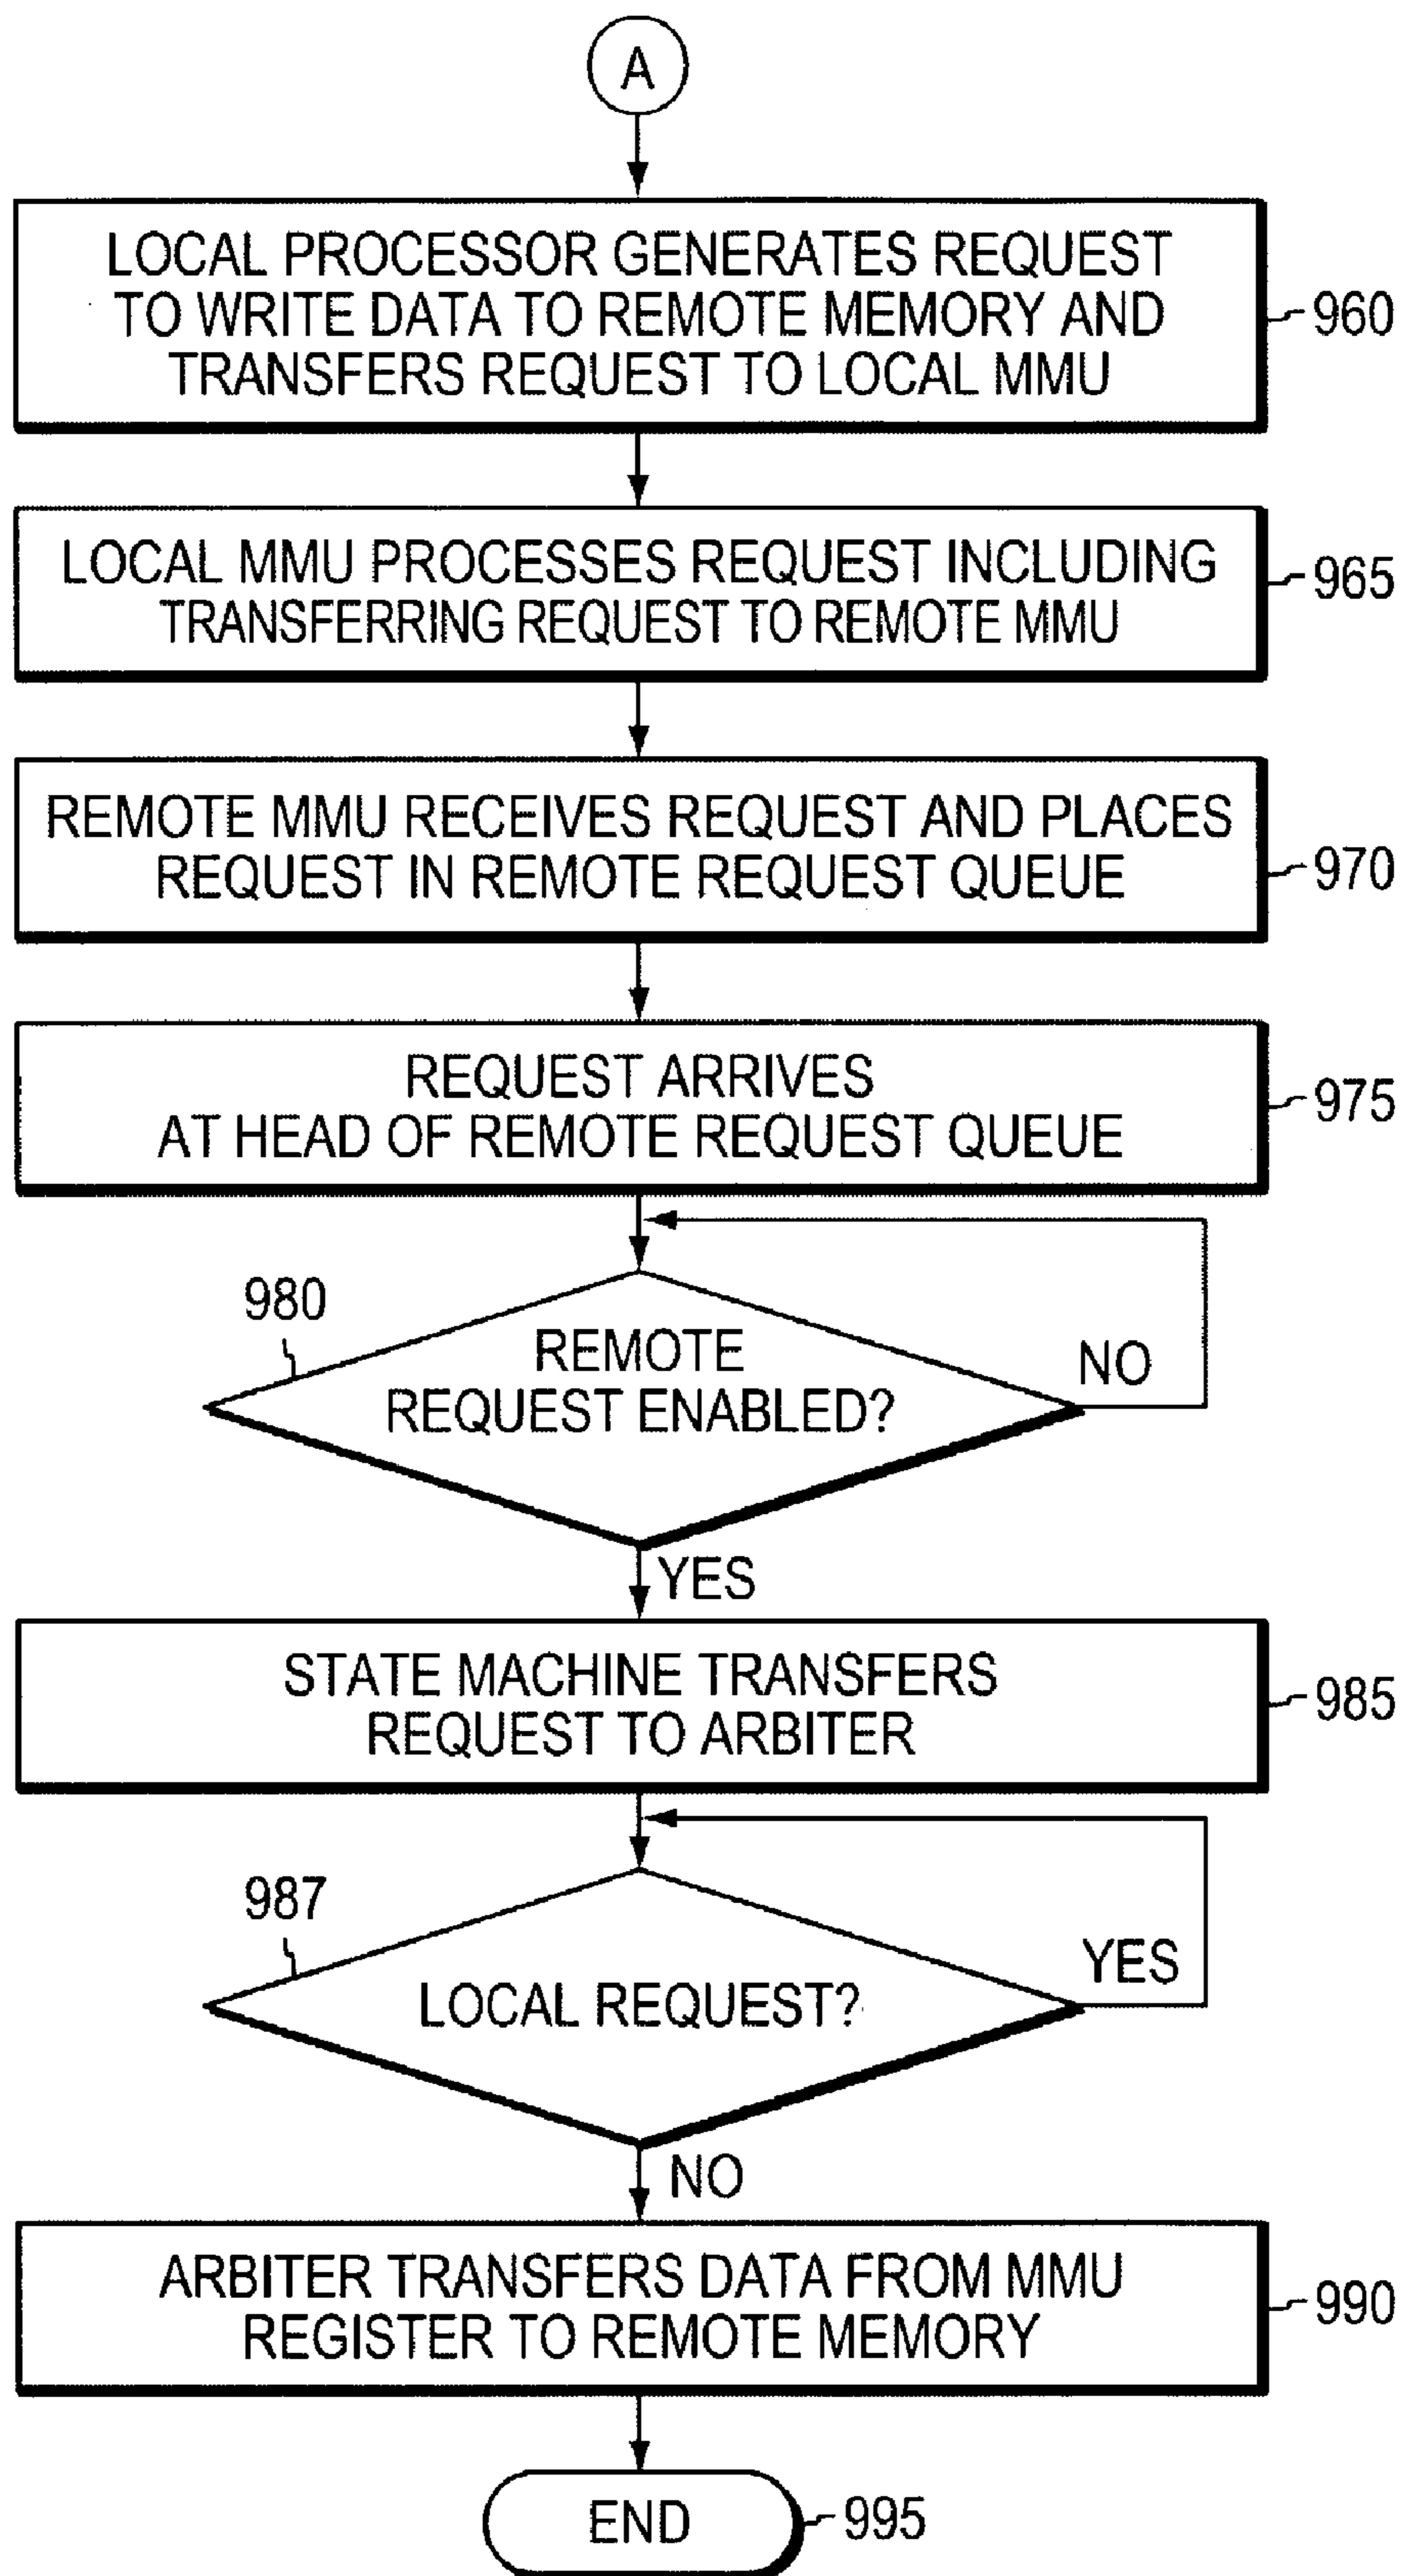 A
LOCAL PROCESSOR GENERATES REQUEST
TO WRITE DATA TO REMOTE MEMORY AND
TRANSFERS REQUEST TO LOCAL MMU
960
LOCAL MMU PROCESSES REQUEST INCLUDING
TRANSFERRING REQUEST TO REMOTE MMU
965
REMOTE MMU RECEIVES REQUEST AND PLACES
REQUEST IN REMOTE REQUEST QUEUE
970
REQUEST ARRIVES
AT HEAD OF REMOTE REQUEST QUEUE
975
980
REMOTE
REQUEST ENABLED?
NO
YES
STATE MACHINE TRANSFERS
REQUEST TO ARBITER
985
987
LOCAL REQUEST?
YES
NO
ARBITER TRANSFERS DATA FROM MMU
REGISTER TO REMOTE MEMORY
990
END
995